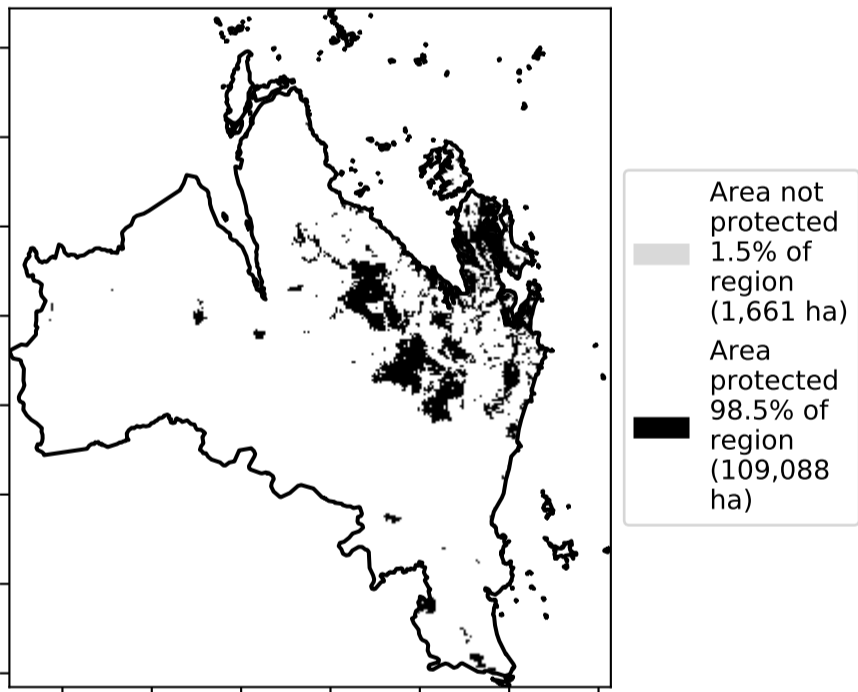 Area not
protected
1.5% of
region
(1,661 ha)
Area
protected
98.5% of
region
(109,088
ha)